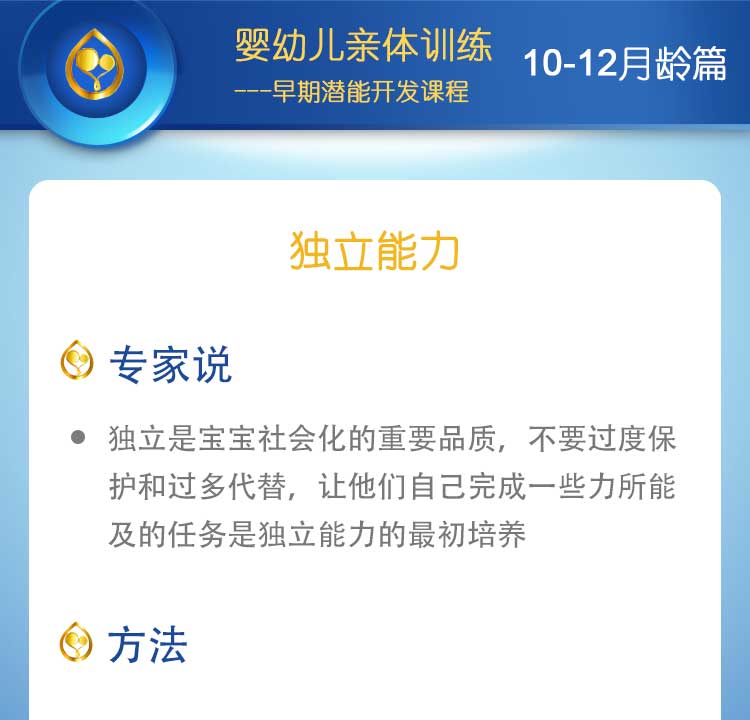 婴幼儿亲体训练
---早期潜能开发课程
10-12月龄篇
独立能力
专家说
● 独立是宝宝社会化的重要品质，不要过度保
护和过多代替，让他们自己完成一些力所能
及的任务是独立能力的最初培养
方法